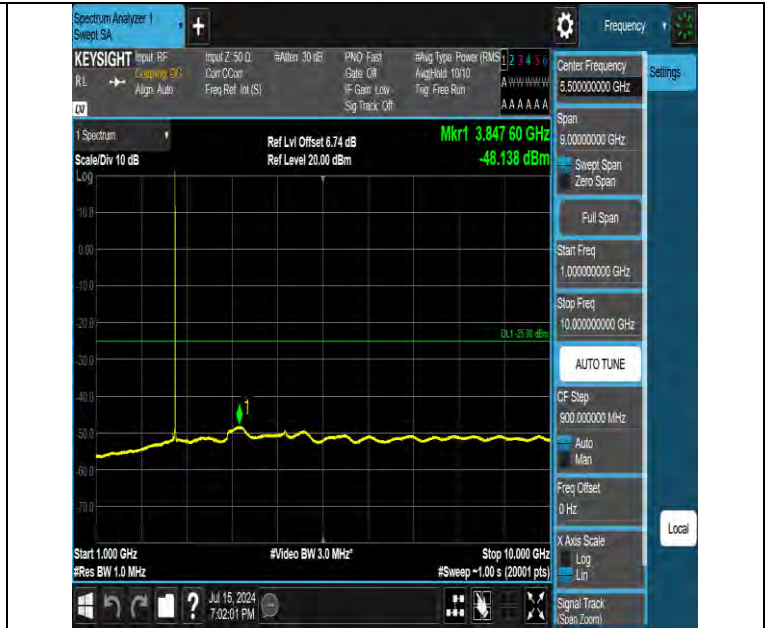 Spectrum Analyzer 1
Swept SA
Frequency
KEYSIGHT
RL
Input: RF
Coupling: DC
Align: Auto
Input Z: 50 Ω
Corr CCorr
Freq Ref: Int (S)
#Atten: 30 dB
PNO: Fast
Gate: Off
IF Gain: Low
Sig Track: Off
#Avg Type: Power (RMS
Avg|Hold: 10/10
Trig: Free Run
1 2 3 4 5 6
A W W W W W
A A A A A A
Settings
Center Frequency
5.500000000 GHz
Span
9.00000000 GHz
Swept Span
Zero Span
Full Span
Start Freq
1.000000000 GHz
Stop Freq
10.000000000 GHz
AUTO TUNE
CF Step
900.000000 MHz
Auto
Man
Freq Offset
0 Hz
X Axis Scale
Log
Lin
Signal Track
(Span Zoom)
Local
1 Spectrum
Scale/Div 10 dB
Ref Lvl Offset 6.74 dB
Ref Level 20.00 dBm
Mkr1 3.847 60 GHz
-48.138 dBm
Log
10.0
0.00
-10.0
-20.0
-30.0
-40.0
-50.0
-60.0
-70.0
DL1 -25.00 dBm
1
Start 1.000 GHz
#Res BW 1.0 MHz
#Video BW 3.0 MHz*
Stop 10.000 GHz
#Sweep ~1.00 s (20001 pts)
Jul 15, 2024
7:02:01 PM